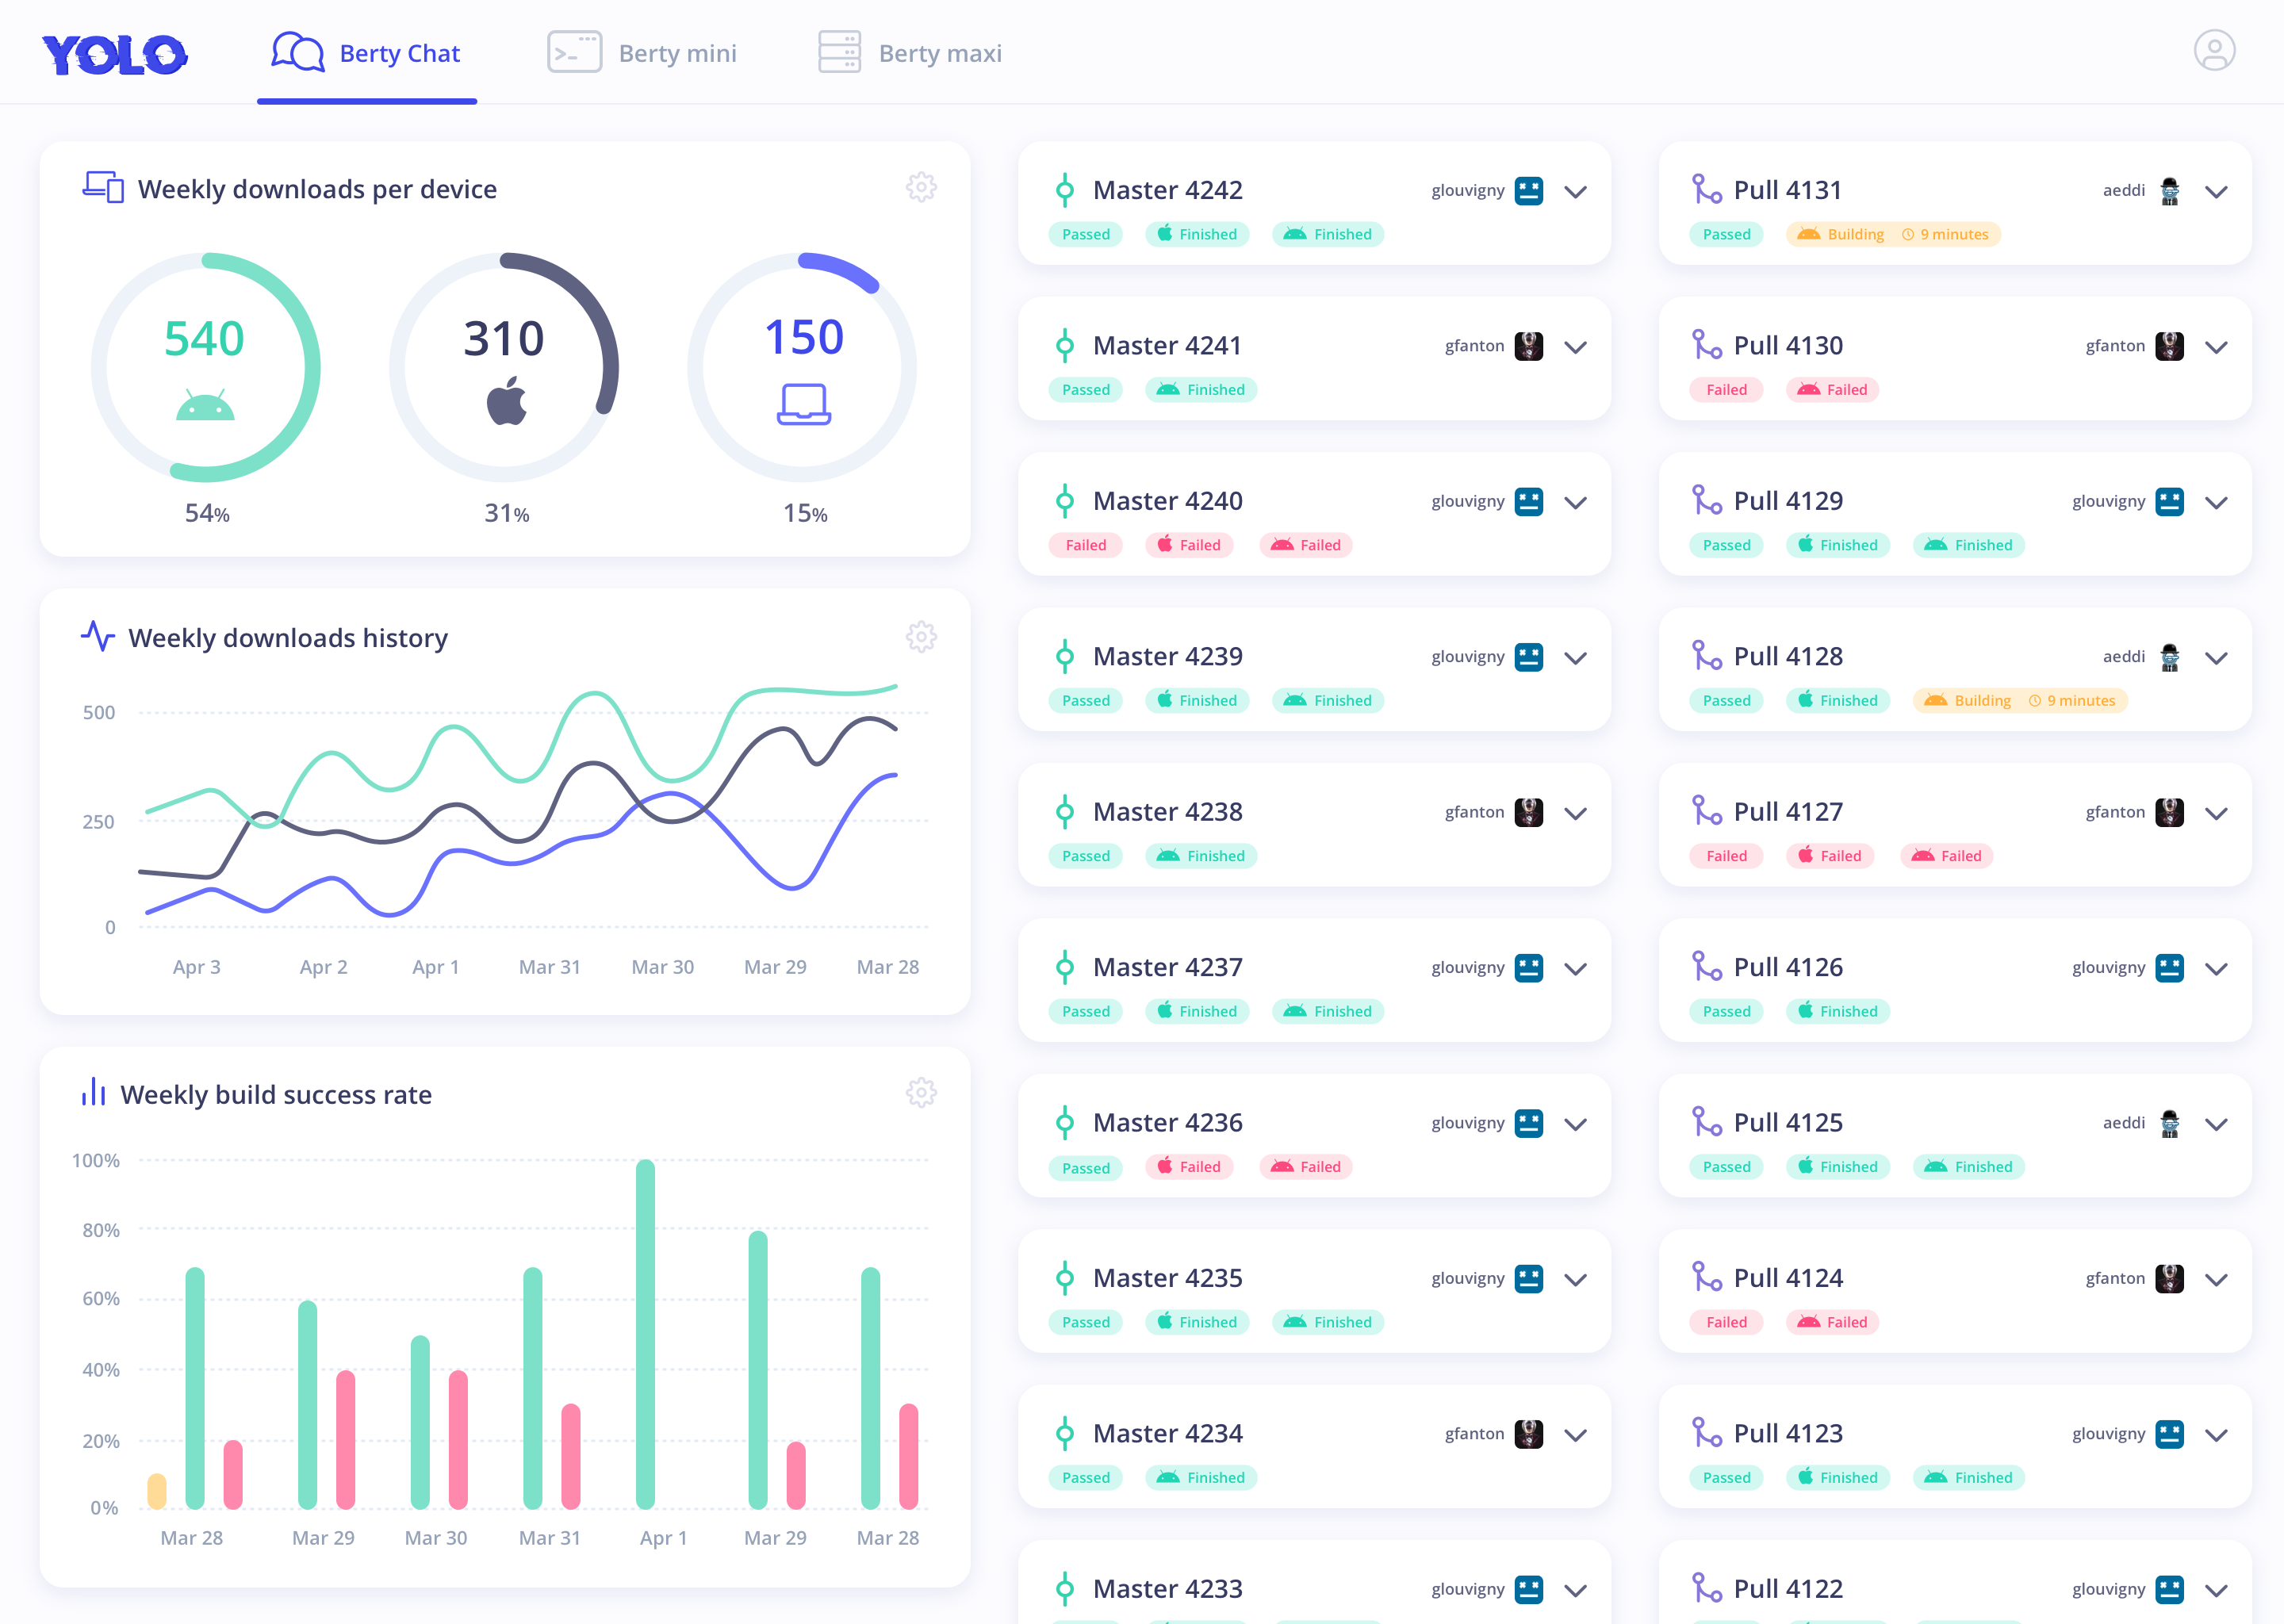 YOLO
Berty Chat
Berty mini
Berty maxi
Weekly downloads per device
540
310
150
54%
31%
15%
Weekly downloads history
500
250
0
Apr 3
Apr 2
Apr 1
Mar 31
Mar 30
Mar 29
Mar 28
Weekly build success rate
100%
80%
60%
40%
20%
0%
Mar 28
Mar 29
Mar 30
Mar 31
Apr 1
Mar 29
Mar 28
Master 4242
glouvigny
Passed
Finished
Finished
Master 4241
gfanton
Passed
Finished
Master 4240
glouvigny
Failed
Failed
Failed
Master 4239
glouvigny
Passed
Finished
Finished
Master 4238
gfanton
Passed
Finished
Master 4237
glouvigny
Passed
Finished
Finished
Master 4236
glouvigny
Passed
Failed
Failed
Master 4235
glouvigny
Passed
Finished
Finished
Master 4234
gfanton
Passed
Finished
Master 4233
glouvigny
Pull 4131
aeddi
Passed
Building
9 minutes
Pull 4130
gfanton
Failed
Failed
Pull 4129
glouvigny
Passed
Finished
Finished
Pull 4128
aeddi
Passed
Finished
Building
9 minutes
Pull 4127
gfanton
Failed
Failed
Failed
Pull 4126
glouvigny
Passed
Finished
Pull 4125
aeddi
Passed
Finished
Finished
Pull 4124
gfanton
Failed
Failed
Pull 4123
glouvigny
Passed
Finished
Finished
Pull 4122
glouvigny